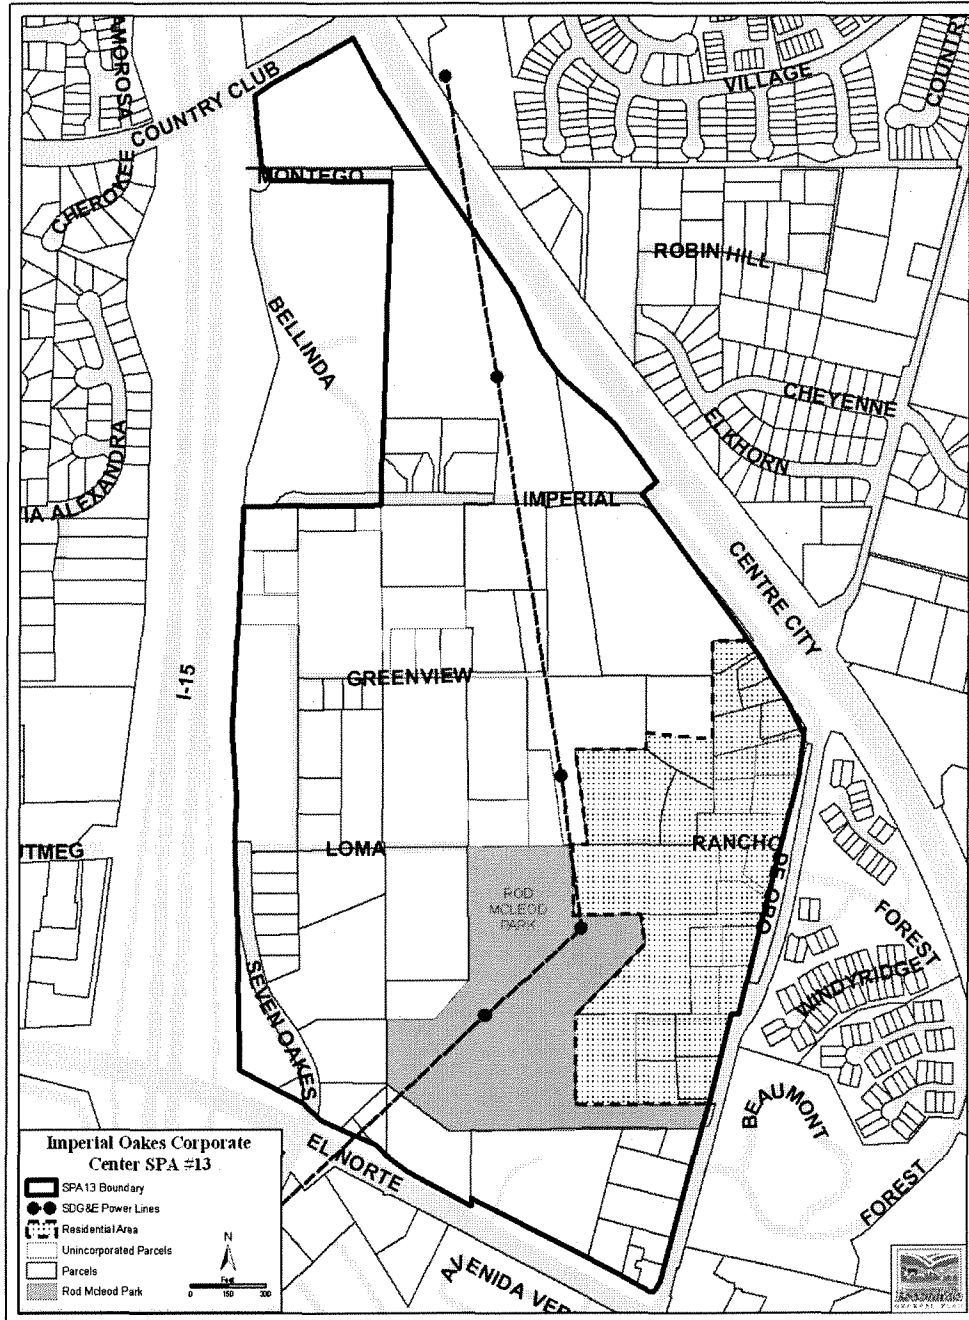 AMOROSA
COUNTRY CLUB
VILLAGE
COUNTR
CHEROKEE
MONTEGO
ROBIN HILL
BELLINDA
CHEYENNE
ELKHORN
IA ALEXANDRA
IMPERIAL
CENTRE CITY
I-15
GREENVIEW
UTMEG
LOMA
RANCHO DE ORO
ROD
MCLEOD
PARK
FOREST
WINDYRIDGE
SEVEN OAKES
BEAUMONT
EL NORTE
FOREST
AVENIDA VER
Imperial Oakes Corporate
Center SPA #13
SPA13 Boundary
SDG&E Power Lines
Residential Area
Unincorporated Parcels
Parcels
Rod Mcleod Park
N
Feet
0 150 300